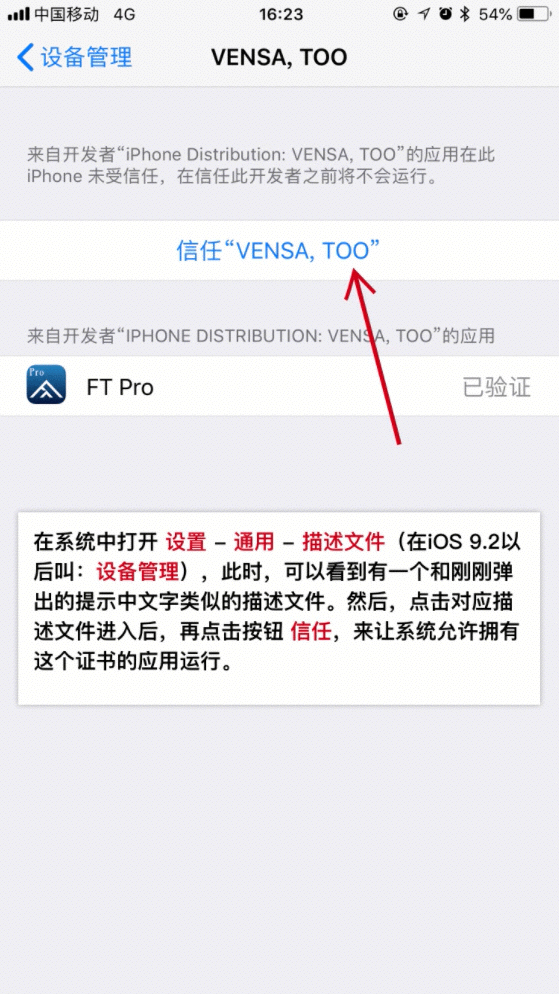 中国移动 4G 16:23 54%
设备管理 VENSA, TOO
来自开发者“iPhone Distribution: VENSA, TOO”的应用在此
iPhone 未受信任，在信任此开发者之前将不会运行。
信任“VENSA, TOO”
来自开发者“IPHONE DISTRIBUTION: VENSA, TOO”的应用
Pro
FT Pro 已验证
在系统中打开 设置 – 通用 – 描述文件（在iOS 9.2以
后叫：设备管理），此时，可以看到有一个和刚刚弹
出的提示中文字类似的描述文件。然后，点击对应描
述文件进入后，再点击按钮 信任，来让系统允许拥有
这个证书的应用运行。